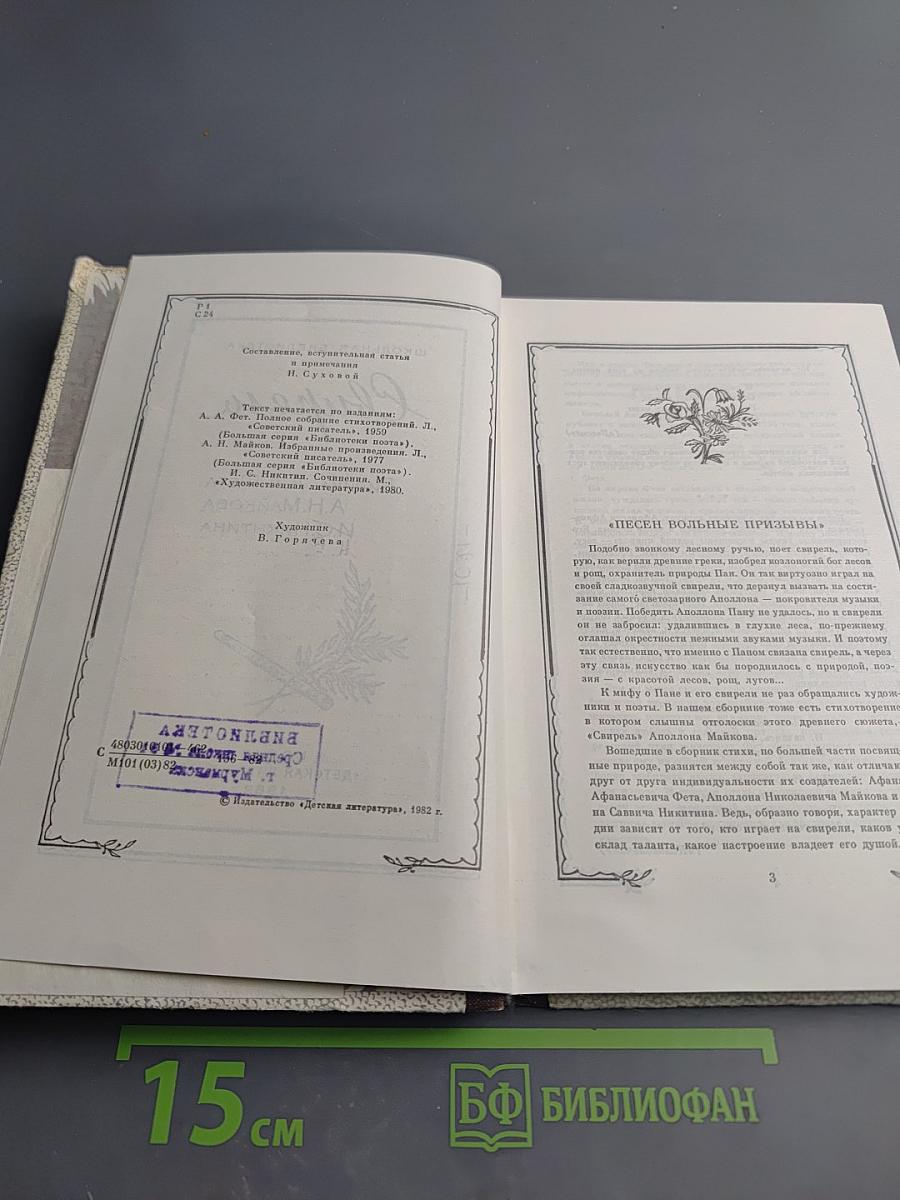 Р 1
С 24
Составление, вступительная статья
и примечания
И. Суховой
Текст печатается по изданиям:
А. А. Фет. Полное собрание стихотворений. Л.,
«Советский писатель», 1959
(Большая серия «Библиотеки поэта»),
А. Н. Майков. Избранные произведения. Л.,
«Советский писатель», 1977
(Большая серия «Библиотеки поэта»).
И. С. Никитин. Сочинения. М.,
«Художественная литература», 1980.
Художник
В. Горячева
БИБЛИОТЕКА
Средняя школа
г. Мурманска
С
М101(03)82
© Издательство «Детская литература», 1982 г.
«ПЕСЕН ВОЛЬНЫЕ ПРИЗЫВЫ»
Подобно звонкому лесному ручью, поет свирель, кото-
рую, как верили древние греки, изобрел козлоногий бог лесов
и рощ, охранитель природы Пан. Он так виртуозно играл на
своей сладкозвучной свирели, что дерзнул вызвать на состя-
зание самого́ светозарного Аполлона — покровителя музыки
и поэзии. Победить Аполлона Пану не удалось, но и свирели
он не забросил: удалившись в глухие леса, по-прежнему
оглашал окрестности нежными звуками музыки. И поэтому
так естественно, что именно с Паном связана свирель, а через
эту связь искусство как бы породнилось с природой, поэ-
зия — с красотой лесов, рощ, лугов...
К мифу о Пане и его свирели не раз обращались худож-
ники и поэты. В нашем сборнике тоже есть стихотворение
в котором слышны отголоски этого древнего сюжета,
«Свирель» Аполлона Майкова.
Вошедшие в сборник стихи, по большей части посвящ
ные природе, разнятся между собой так же, как отличаю
друг от друга индивидуальности их создателей: Афана
Афанасьевича Фета, Аполлона Николаевича Майкова и
на Саввича Никитина. Ведь, образно говоря, характер
дии зависит от того, кто играет на свирели, каков у
склад таланта, какое настроение владеет его душой.
3
15 см
БФ БИБЛИОФАН